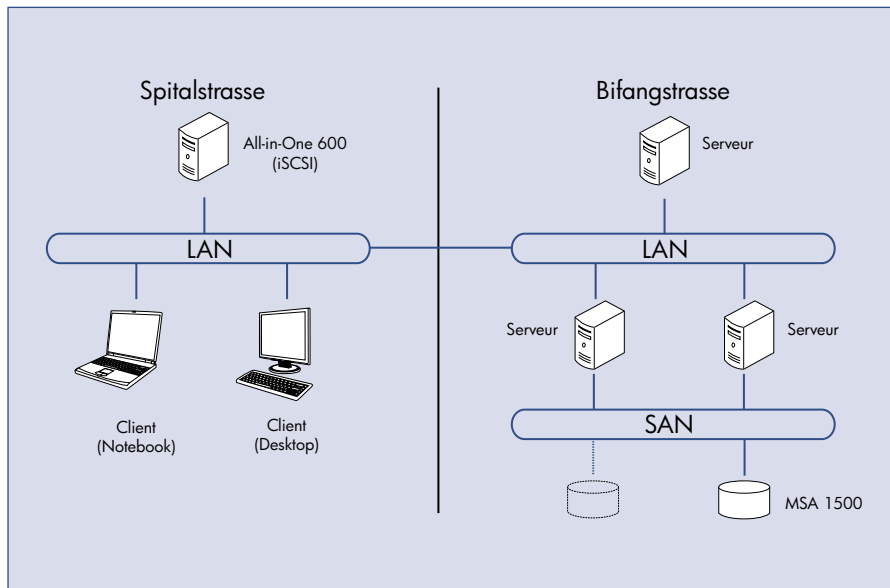 Spitalstrasse
All-in-One 600
(iSCSI)
LAN
Client
(Notebook)
Client
(Desktop)
Bifangstrasse
Serveur
LAN
Serveur
Serveur
SAN
MSA 1500